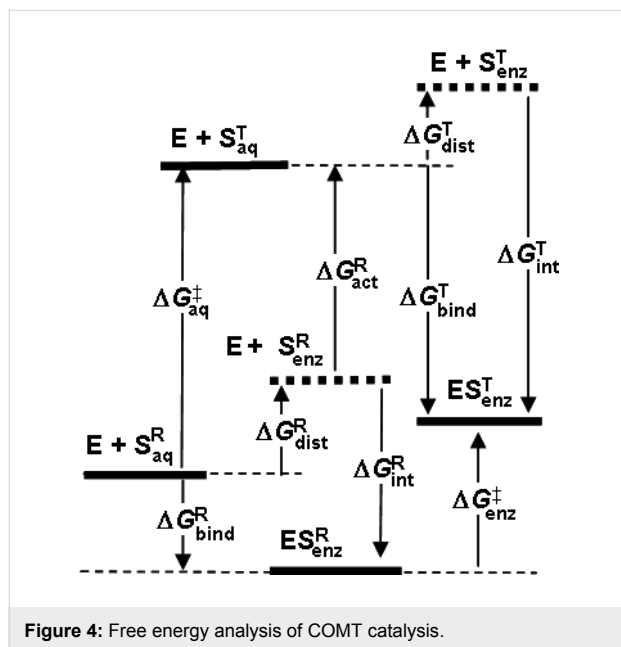 E + S^T_enz
ΔG^T_dist
E + S^T_aq
ΔG^‡_aq
ΔG^R_act
ΔG^T_bind
ΔG^T_int
E + S^R_enz
ES^T_enz
ΔG^R_dist
E + S^R_aq
ΔG^R_int
ΔG^‡_enz
ΔG^R_bind
ES^R_enz
Figure 4: Free energy analysis of COMT catalysis.